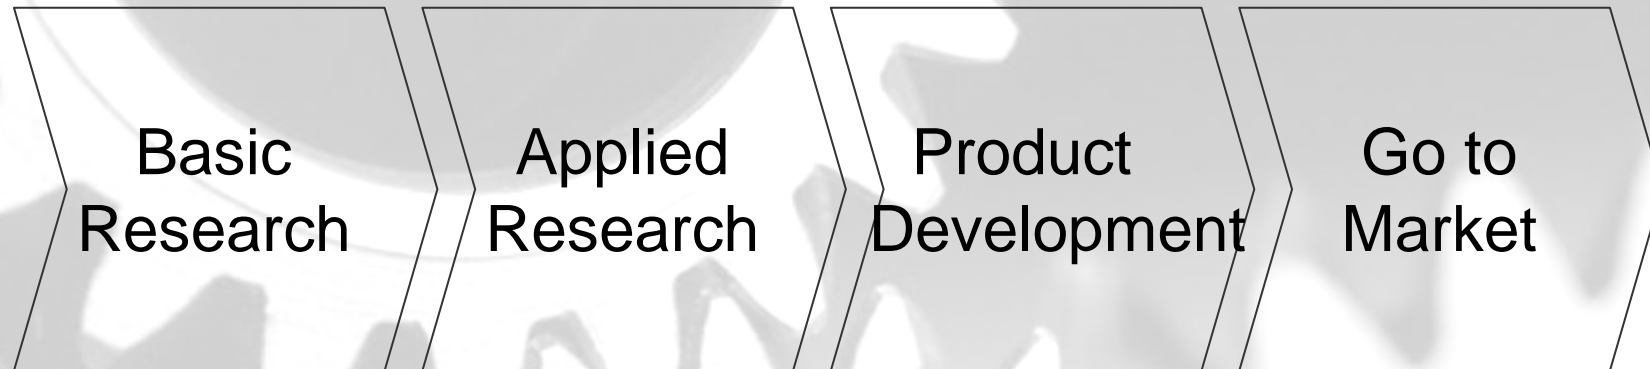 Basic
Research
Applied
Research
Product
Development
Go to
Market